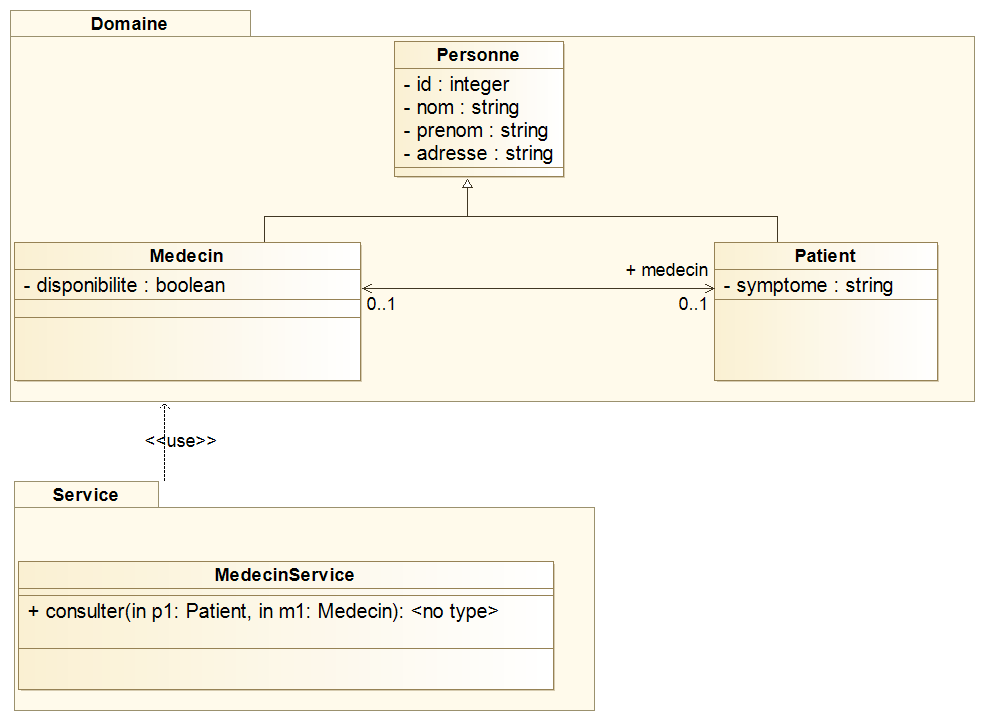 Domaine
Personne
- id : integer
- nom : string
- prenom : string
- adresse : string
Medecin
- disponibilite : boolean
+ medecin
0..1
0..1
Patient
- symptome : string
<<use>>
Service
MedecinService
+ consulter(in p1: Patient, in m1: Medecin): <no type>